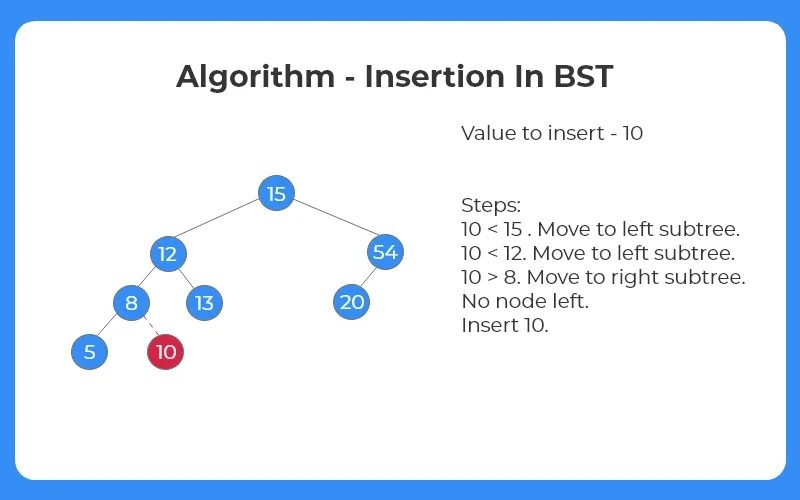 Algorithm - Insertion In BST
Value to insert - 10
15
12
54
8
13
20
5
10
Steps:
10 < 15 . Move to left subtree.
10 < 12. Move to left subtree.
10 > 8. Move to right subtree.
No node left.
Insert 10.